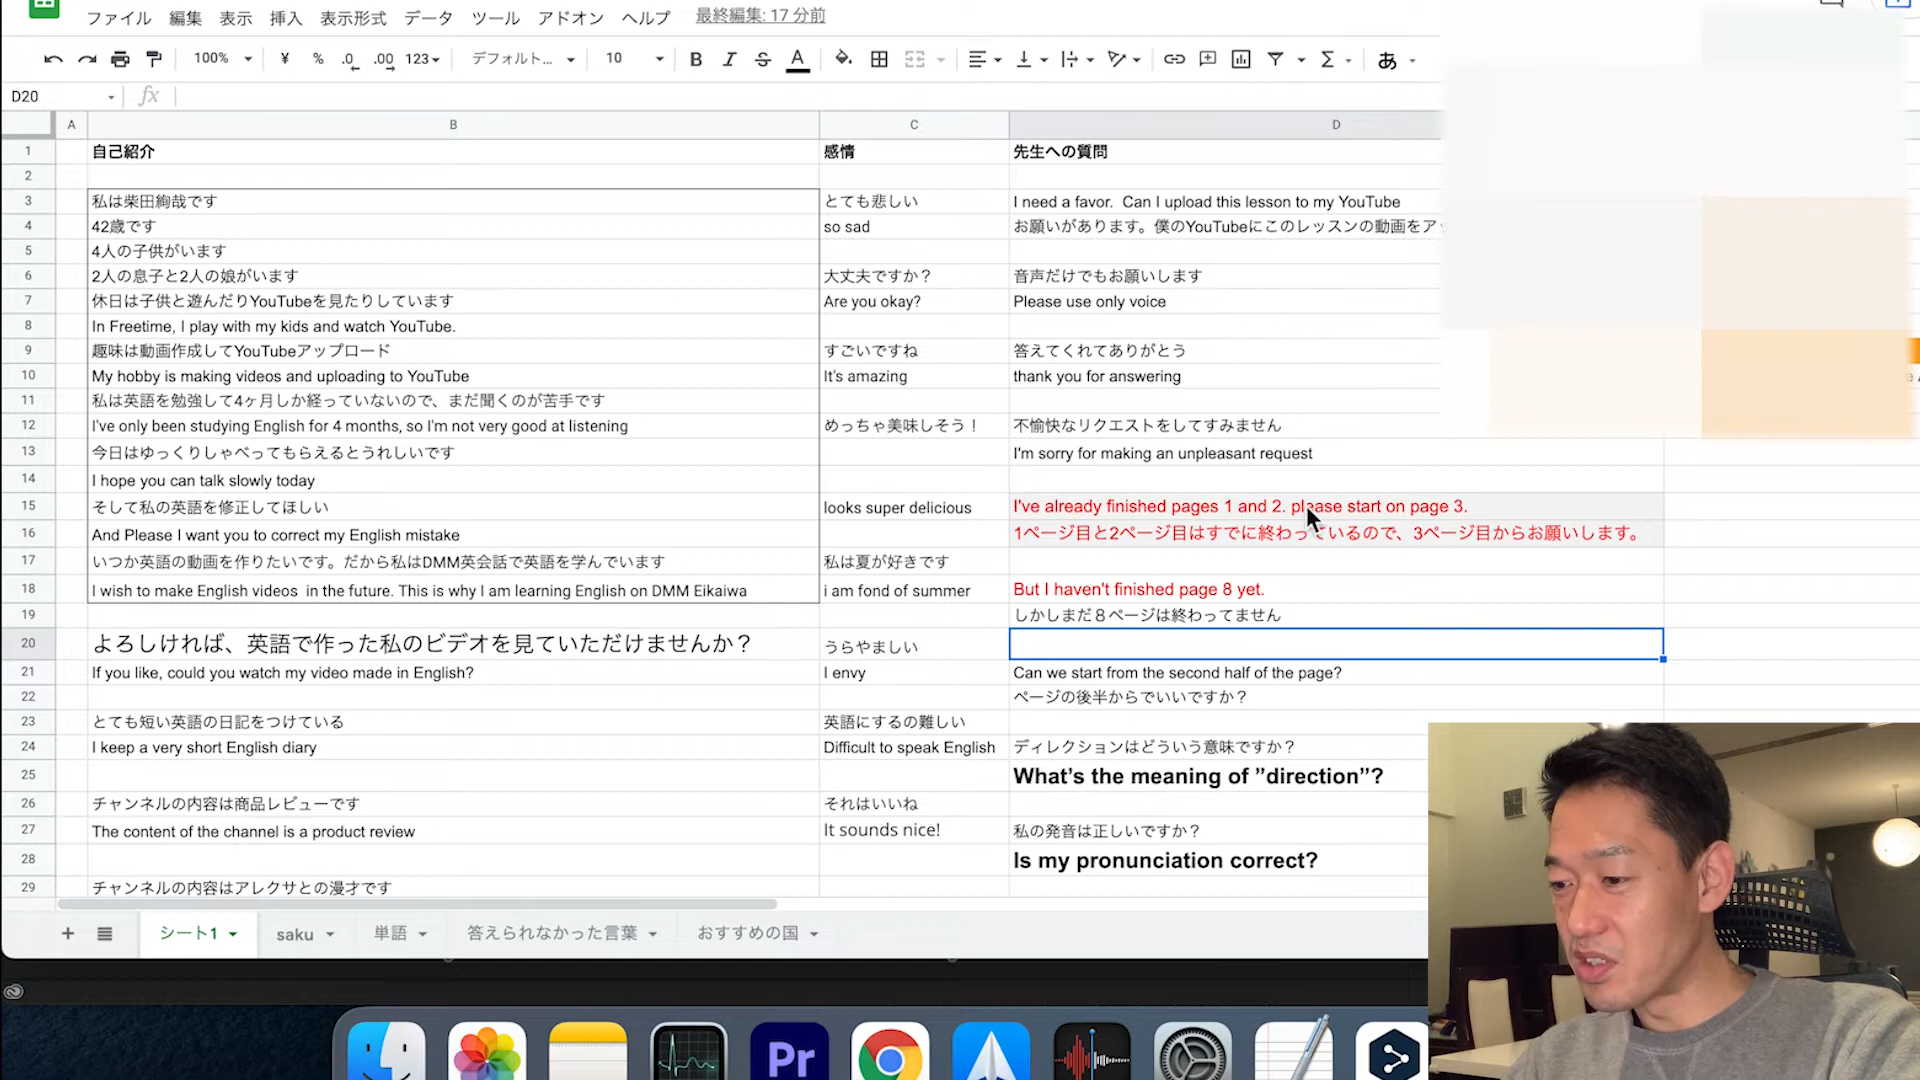 ファイル 編集 表示 挿入 表示形式 データ ツール アドオン ヘルプ 最終編集: 17 分前
100% ¥ % .0 .00 123 デフォルト... 10 B I S A Σ あ
D20 fx
A B C D
1 自己紹介 感情 先生への質問
2
3 私は柴田絢哉です とても悲しい I need a favor. Can I upload this lesson to my YouTube
4 42歳です so sad お願いがあります。僕のYouTubeにこのレッスンの動画をアッ
5 4人の子供がいます
6 2人の息子と2人の娘がいます 大丈夫ですか？ 音声だけでもお願いします
7 休日は子供と遊んだりYouTubeを見たりしています Are you okay? Please use only voice
8 In Freetime, I play with my kids and watch YouTube.
9 趣味は動画作成してYouTubeアップロード すごいですね 答えてくれてありがとう
10 My hobby is making videos and uploading to YouTube It's amazing thank you for answering
11 私は英語を勉強して4ヶ月しか経っていないので、まだ聞くのが苦手です
12 I've only been studying English for 4 months, so I'm not very good at listening めっちゃ美味しそう！ 不愉快なリクエストをしてすみません
13 今日はゆっくりしゃべってもらえるとうれしいです I'm sorry for making an unpleasant request
14 I hope you can talk slowly today
15 そして私の英語を修正してほしい looks super delicious I've already finished pages 1 and 2. please start on page 3.
16 And Please I want you to correct my English mistake 1ページ目と2ページ目はすでに終わっているので、3ページ目からお願いします。
17 いつか英語の動画を作りたいです。だから私はDMM英会話で英語を学んでいます 私は夏が好きです
18 I wish to make English videos in the future. This is why I am learning English on DMM Eikaiwa i am fond of summer But I haven't finished page 8 yet.
19 しかしまだ８ページは終わってません
20 よろしければ、英語で作った私のビデオを見ていただけませんか？ うらやましい
21 If you like, could you watch my video made in English? I envy Can we start from the second half of the page?
22 ページの後半からでいいですか？
23 とても短い英語の日記をつけている 英語にするの難しい
24 I keep a very short English diary Difficult to speak English ディレクションはどういう意味ですか？
25 What's the meaning of ”direction”?
26 チャンネルの内容は商品レビューです それはいいね
27 The content of the channel is a product review It sounds nice! 私の発音は正しいですか？
28 Is my pronunciation correct?
29 チャンネルの内容はアレクサとの漫才です
シート1 saku 単語 答えられなかった言葉 おすすめの国
Pr